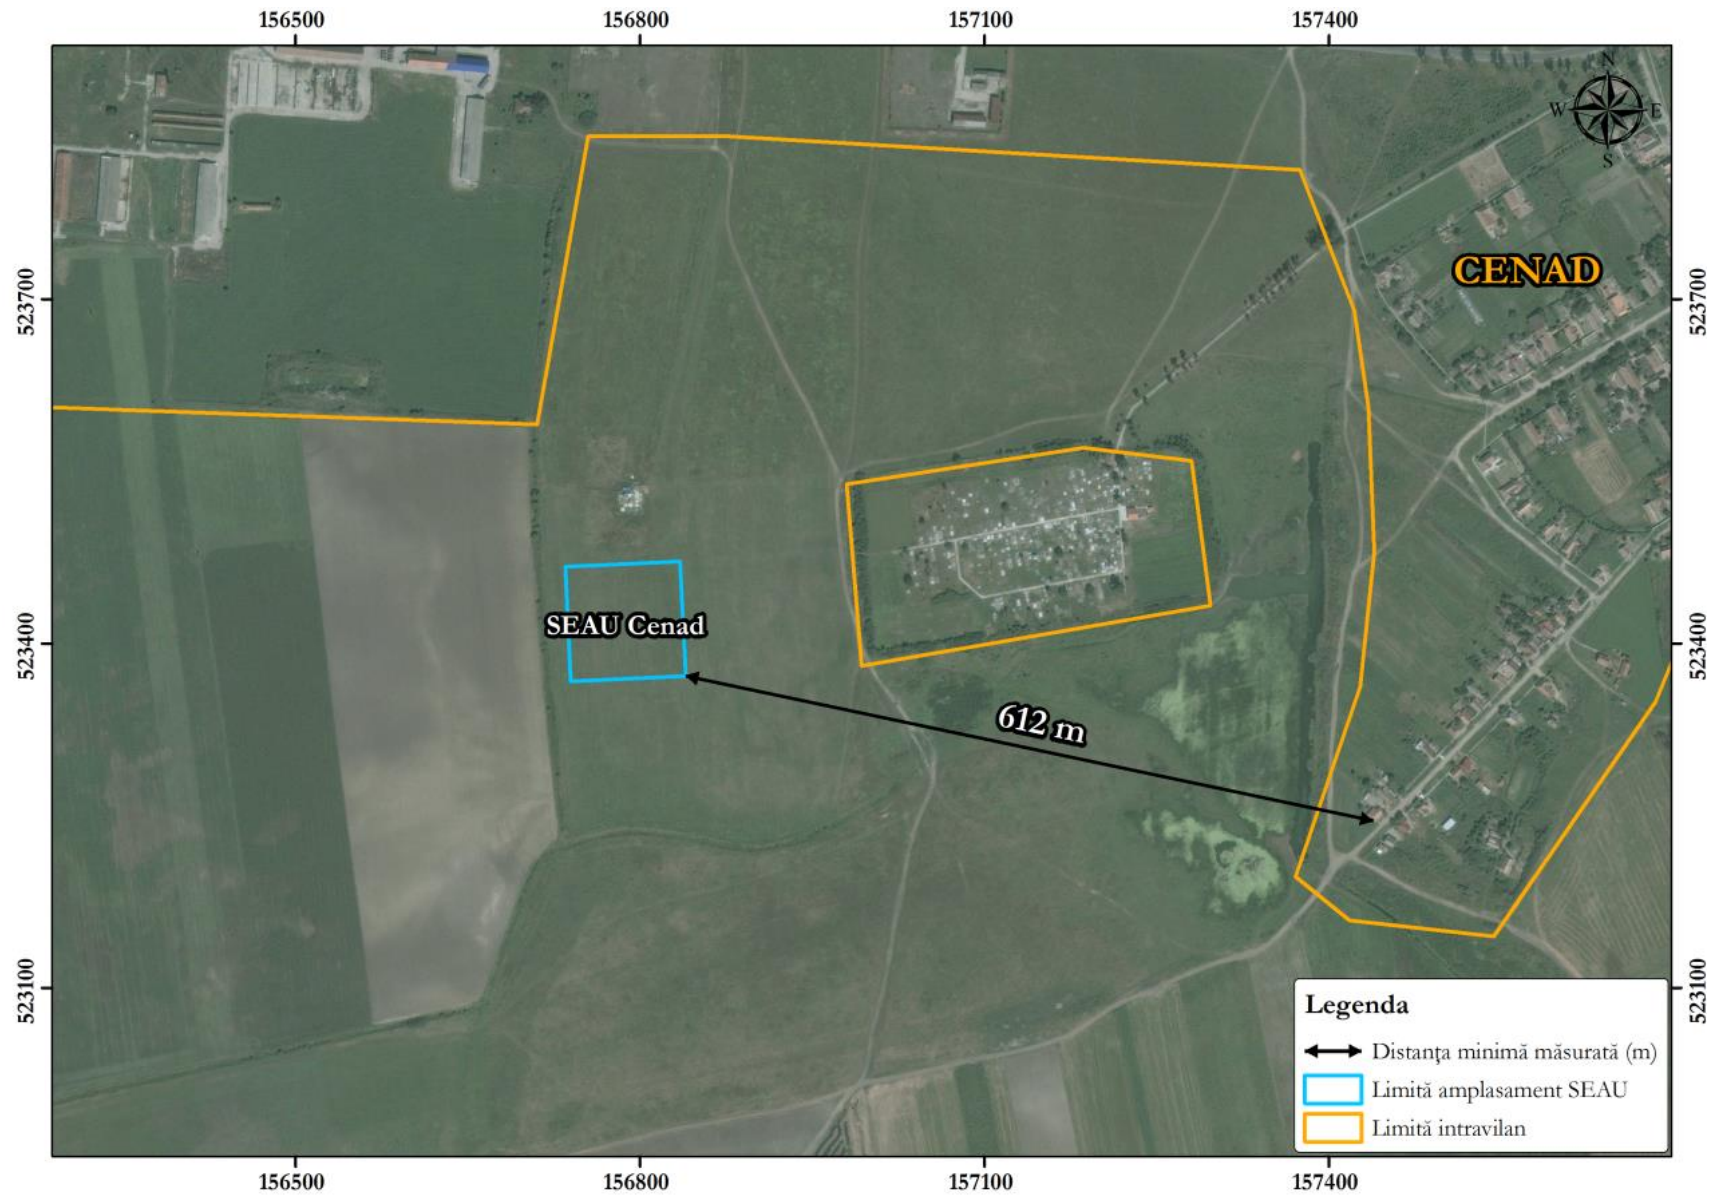 156500 156800 157100 157400
N
W E
S
CENAD
523700 523700
SEAU Cenad
523400 523400
612 m
523100 523100
Legenda
Distanța minimă măsurată (m)
Limită amplasament SEAU
Limită intravilan
156500 156800 157100 157400